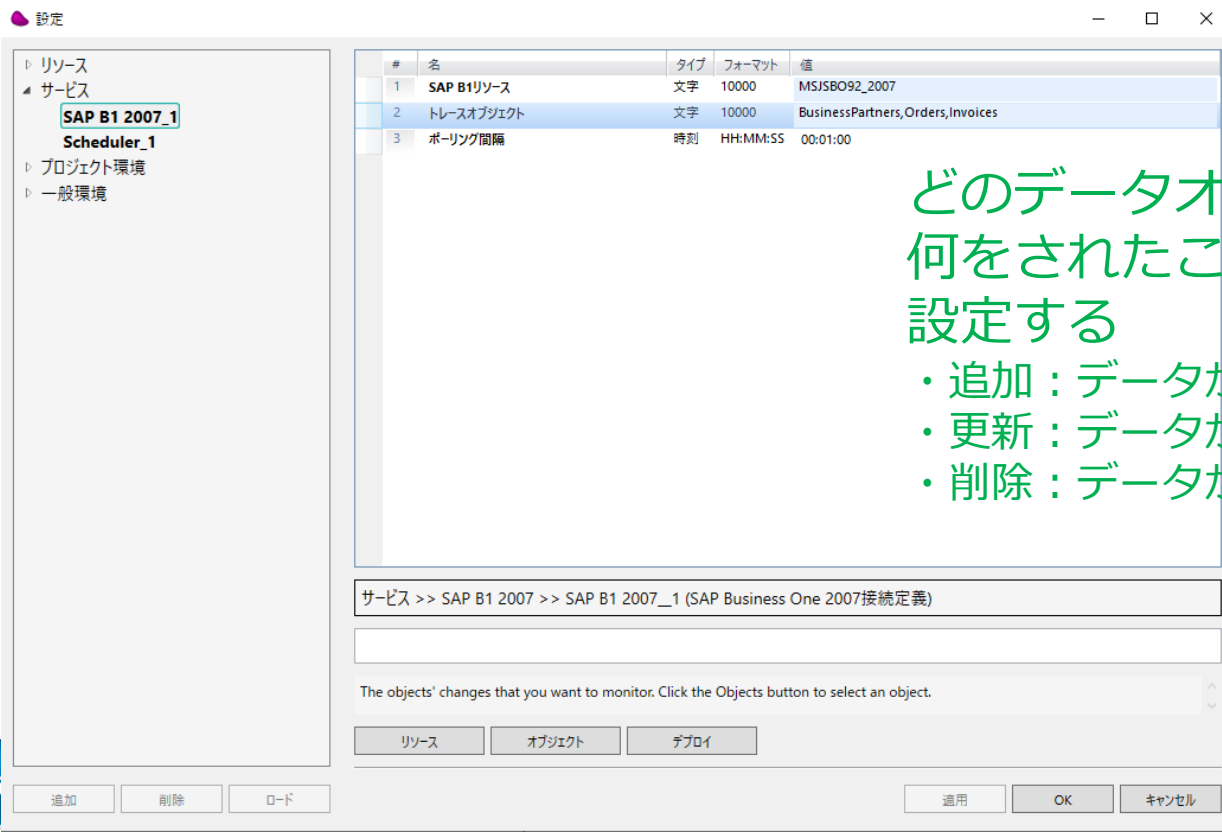 設定
リソース
サービス
SAP B1 2007_1
Scheduler_1
プロジェクト環境
一般環境
# 名 タイプ フォーマット 値
1 SAP B1リソース 文字 10000 MSJSBO92_2007
2 トレースオブジェクト 文字 10000 BusinessPartners,Orders,Invoices
3 ポーリング間隔 時刻 HH:MM:SS 00:01:00
どのデータオ
何をされたこ
設定する
・追加：データが
・更新：データが
・削除：データが
サービス >> SAP B1 2007 >> SAP B1 2007__1 (SAP Business One 2007接続定義)
The objects' changes that you want to monitor. Click the Objects button to select an object.
リソース オブジェクト デプロイ
追加 削除 ロード 適用 OK キャンセル